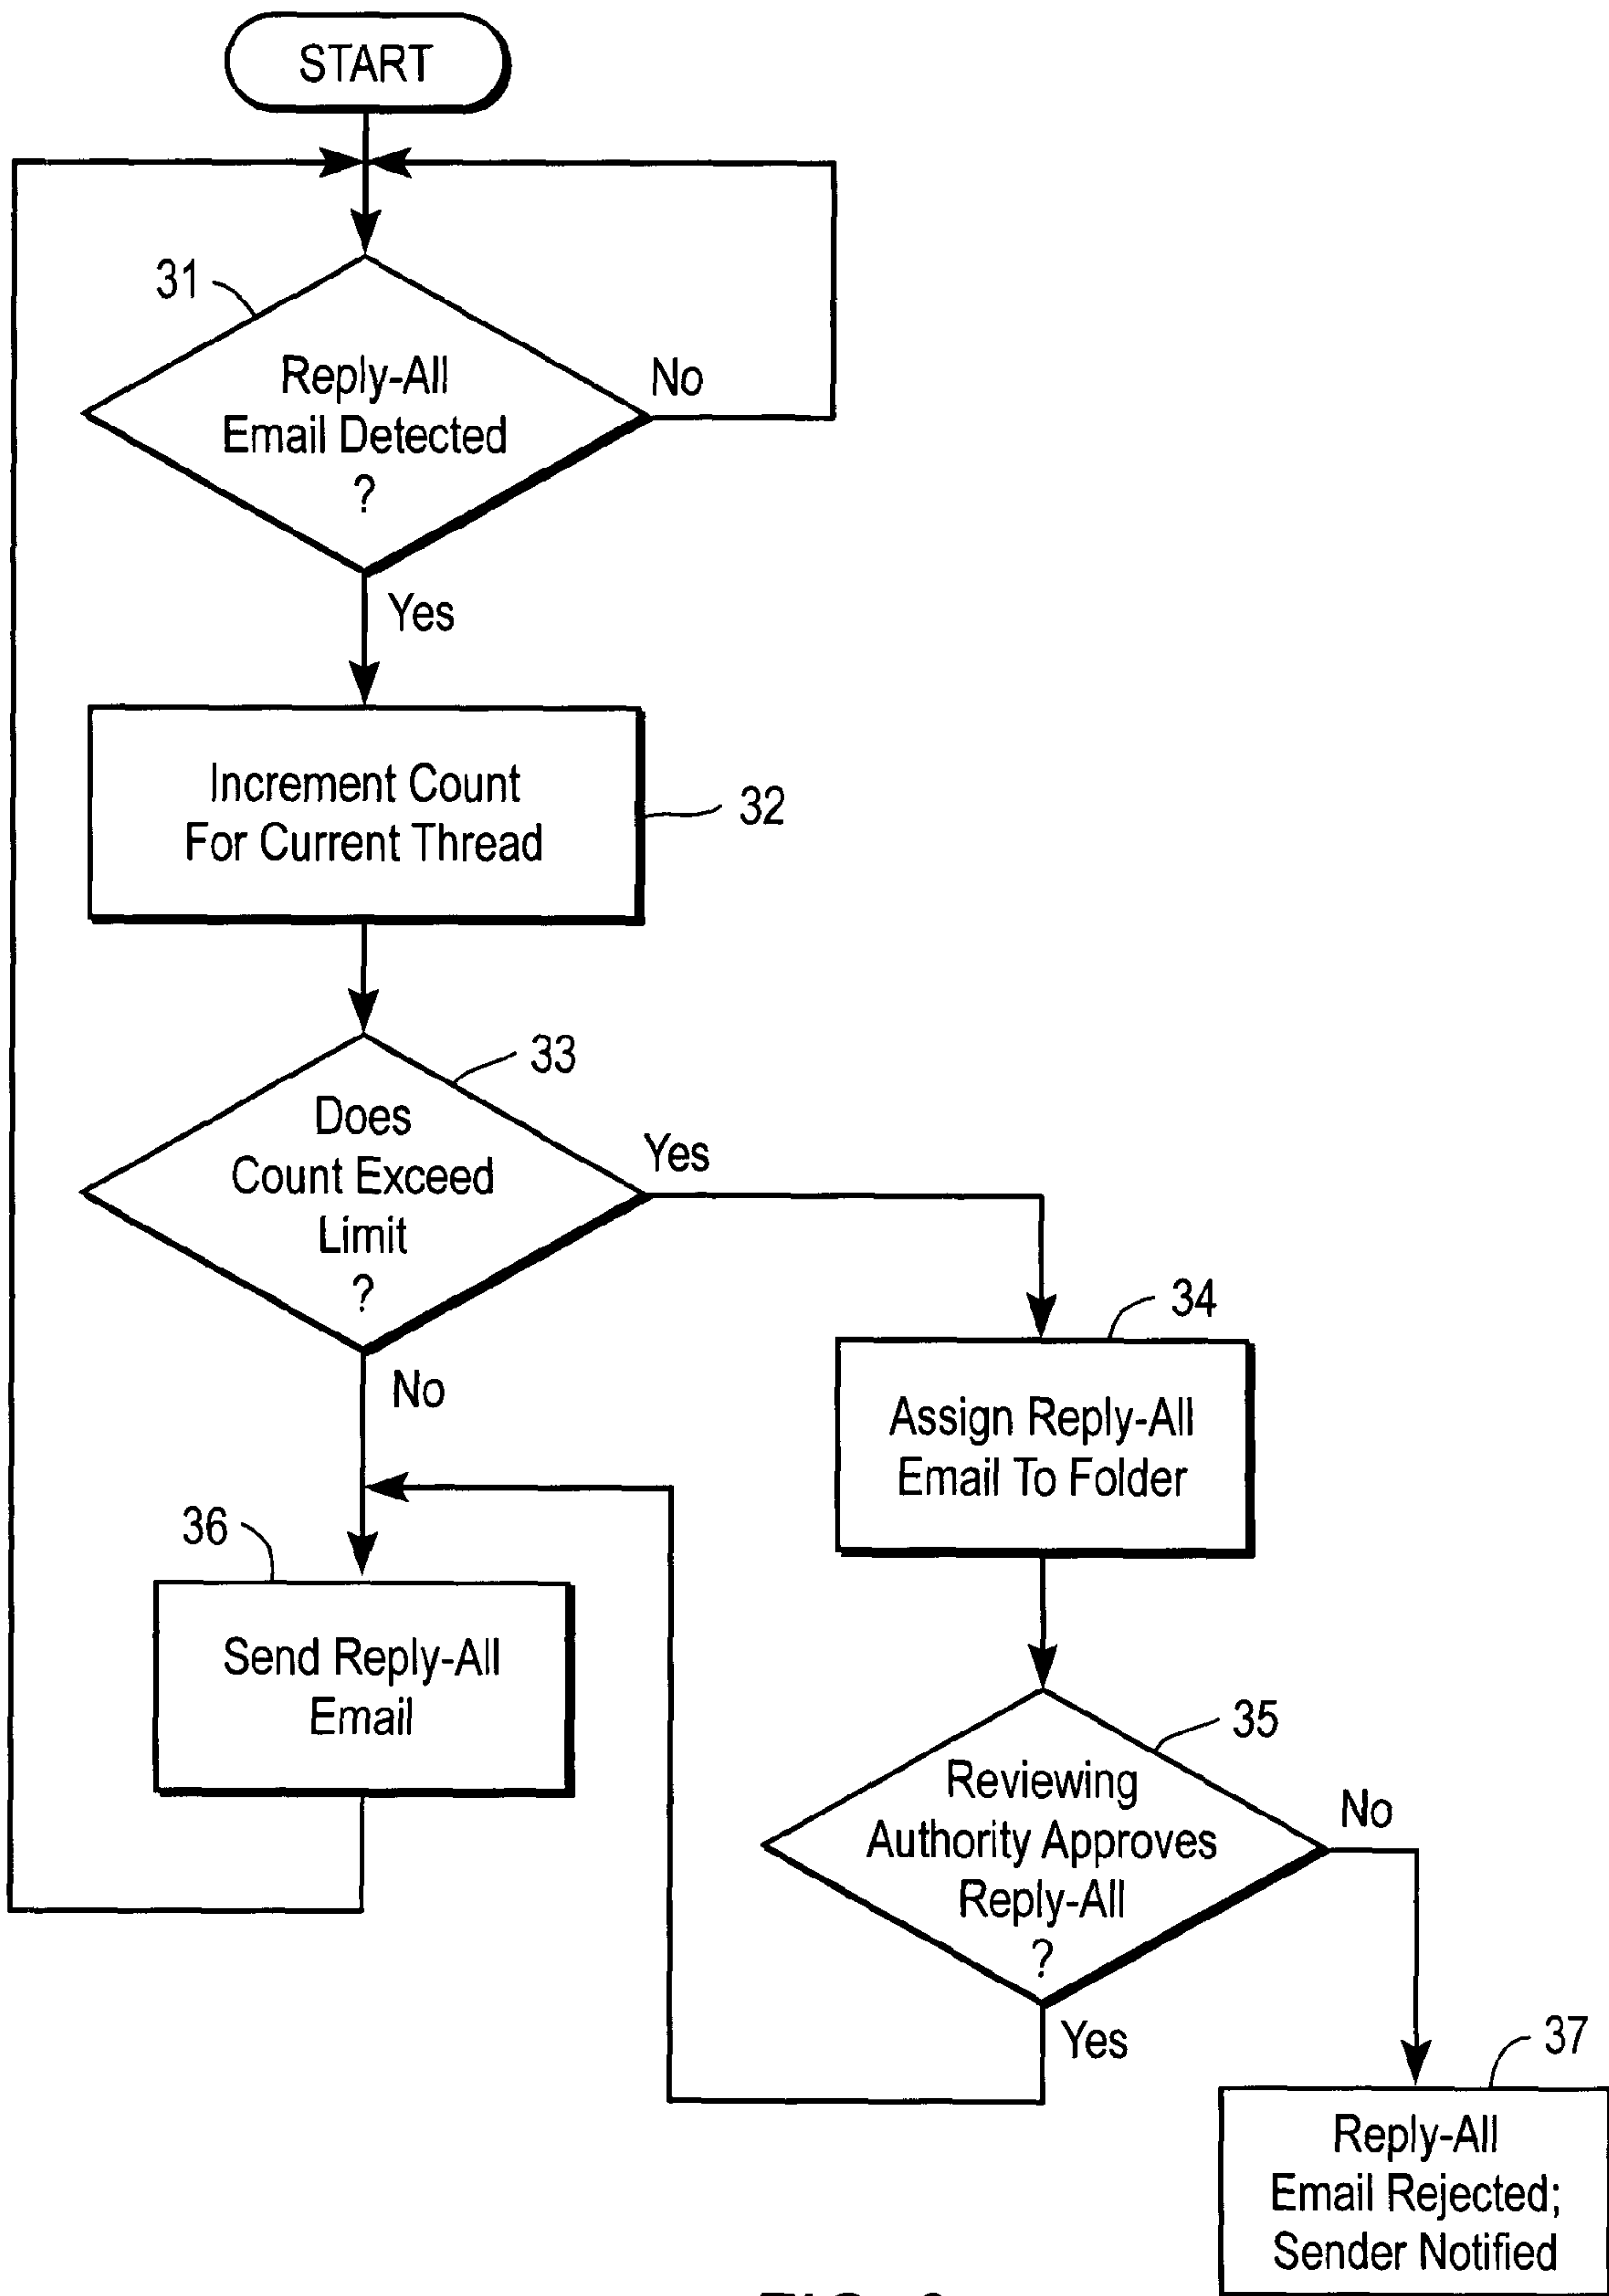 START
31
Reply-All
Email Detected
?
No
Yes
Increment Count
For Current Thread
32
33
Does
Count Exceed
Limit
?
Yes
No
34
Assign Reply-All
Email To Folder
36
Send Reply-All
Email
35
Reviewing
Authority Approves
Reply-All
?
No
Yes
37
Reply-All
Email Rejected;
Sender Notified